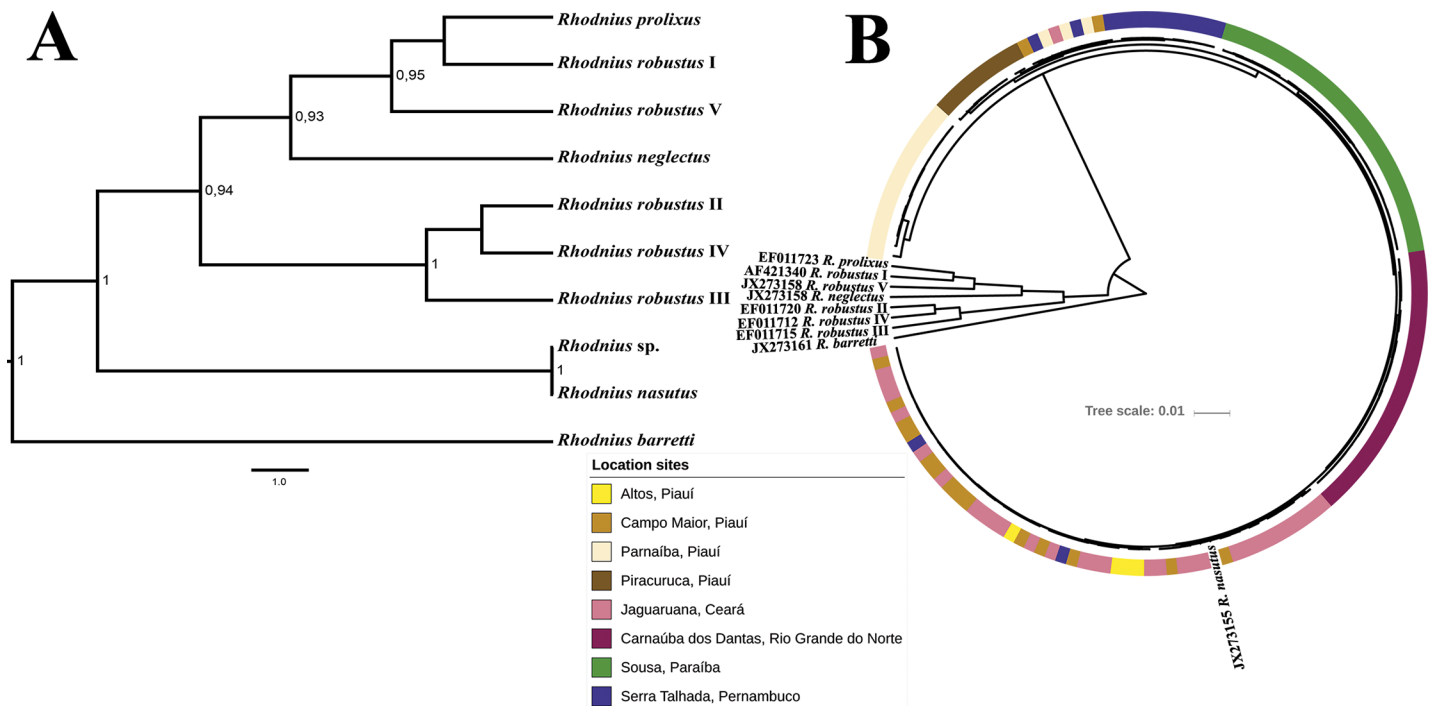 A
Rhodnius prolixus
Rhodnius robustus I
0,95
Rhodnius robustus V
0,93
Rhodnius neglectus
0,94
Rhodnius robustus II
Rhodnius robustus IV
1
Rhodnius robustus III
1
Rhodnius sp.
1
1
Rhodnius nasutus
Rhodnius barretti
1.0
B
EF011723 R. prolixus
AF421340 R. robustus I
JX273158 R. robustus V
JX273158 R. neglectus
EF011720 R. robustus II
EF011712 R. robustus IV
EF011715 R. robustus III
JX273161 R. barretti
Tree scale: 0.01
JX273155 R. nasutus
Location sites
Altos, Piauí
Campo Maior, Piauí
Parnaíba, Piauí
Piracuruca, Piauí
Jaguaruana, Ceará
Carnaúba dos Dantas, Rio Grande do Norte
Sousa, Paraíba
Serra Talhada, Pernambuco